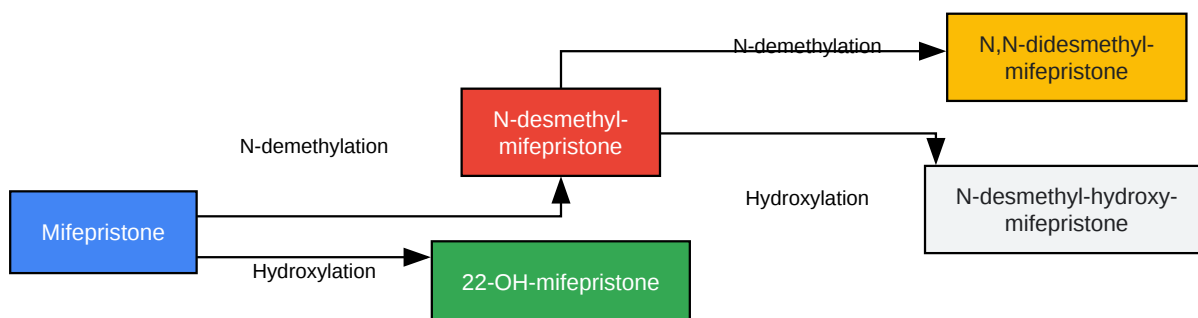 N-demethylation
N,N-didesmethyl-
mifepristone
N-desmethyl-
mifepristone
N-demethylation
Hydroxylation
N-desmethyl-hydroxy-
mifepristone
Mifepristone
Hydroxylation
22-OH-mifepristone